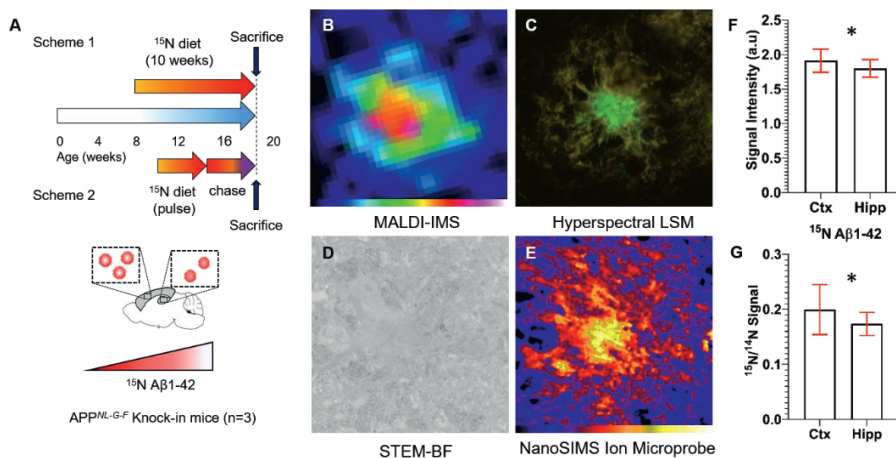 A
Scheme 1
15N diet
(10 weeks)
Sacrifice
0 4 8 12 16 20
Age (weeks)
Scheme 2
15N diet
(pulse)
chase
Sacrifice
15N Aβ1-42
APPNL-G-F Knock-in mice (n=3)
B
MALDI-IMS
C
Hyperspectral LSM
D
STEM-BF
E
NanoSIMS Ion Microprobe
F
Signal Intensity (a.u)
2.5
2.0
1.5
1.0
0.5
0.0
*
Ctx Hipp
15N Aβ1-42
G
15N/14N Signal
0.3
0.2
0.1
0.0
*
Ctx Hipp